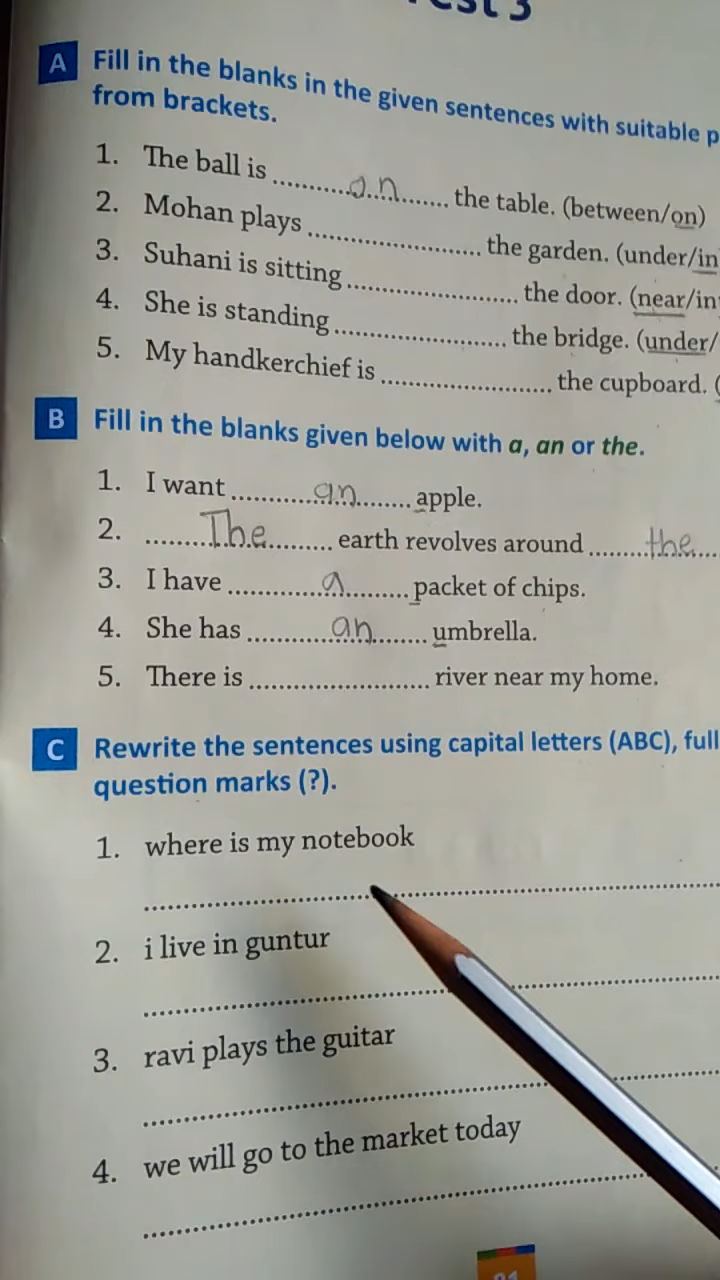 A Fill in the blanks in the given sentences with suitable
from brackets.
1. The ball is ..........on........ the table. (between/on)
2. Mohan plays .......................... the garden. (under/in
3. Suhani is sitting .......................... the door. (near/in
4. She is standing .......................... the bridge. (under/
5. My handkerchief is .......................... the cupboard. (
B Fill in the blanks given below with a, an or the.
1. I want ............an........ apple.
2. ........The.......... earth revolves around ........the....
3. I have .............a.......... packet of chips.
4. She has ............an........ umbrella.
5. There is .......................... river near my home.
C Rewrite the sentences using capital letters (ABC), full
question marks (?).
1. where is my notebook
2. i live in guntur
3. ravi plays the guitar
4. we will go to the market today